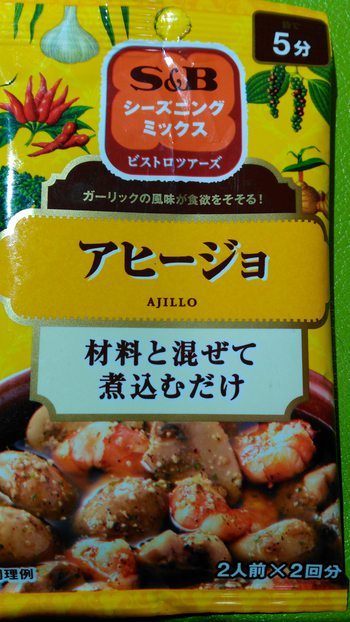 5分
S&B
シーズニング
ミックス
ビストロツアーズ
ガーリックの風味が食欲をそそる!
アヒージョ
AJILLO
材料と混ぜて
煮込むだけ
2人前×2回分
理例